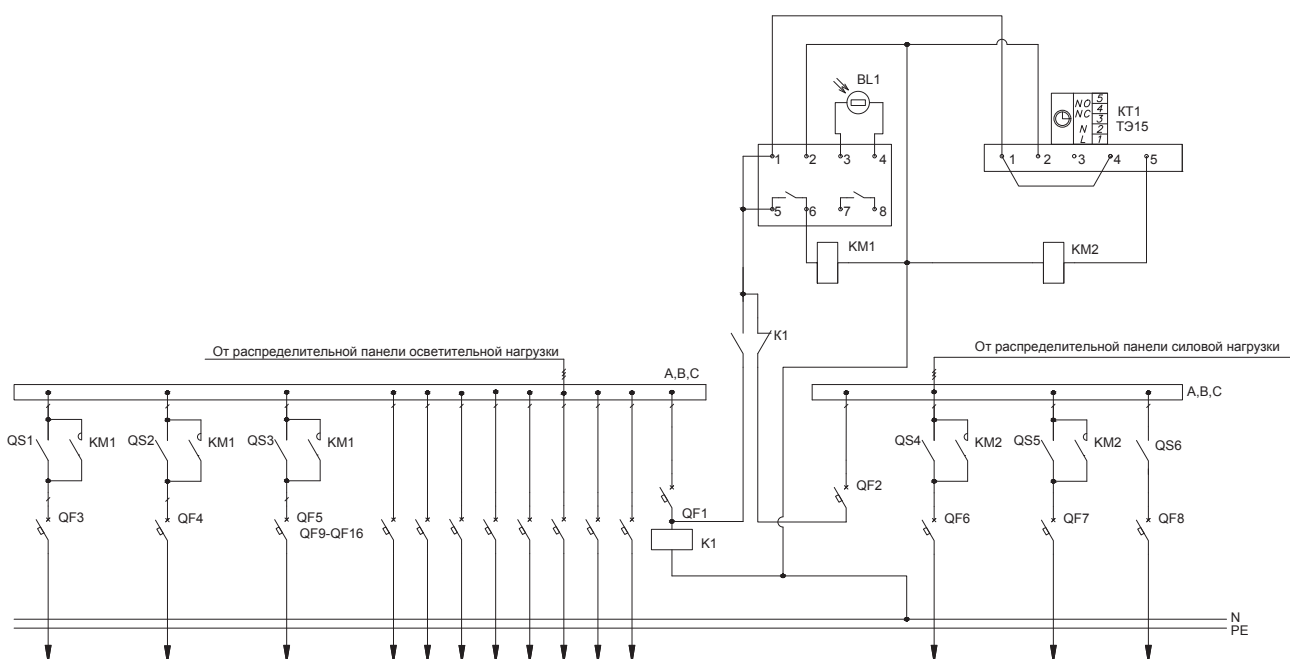 BL1
KT1
ТЭ15
NO
NC
N
L
5
4
3
2
1
1 2 3 4
1 2 3 4 5
5 6 7 8
KM1
KM2
K1
От распределительной панели осветительной нагрузки
От распределительной панели силовой нагрузки
A,B,C
A,B,C
QS1 KM1 QS2 KM1 QS3 KM1
QS4 KM2 QS5 KM2 QS6
QF2
QF1
QF3 QF4 QF5
QF9-QF16
QF6 QF7 QF8
K1
N
PE